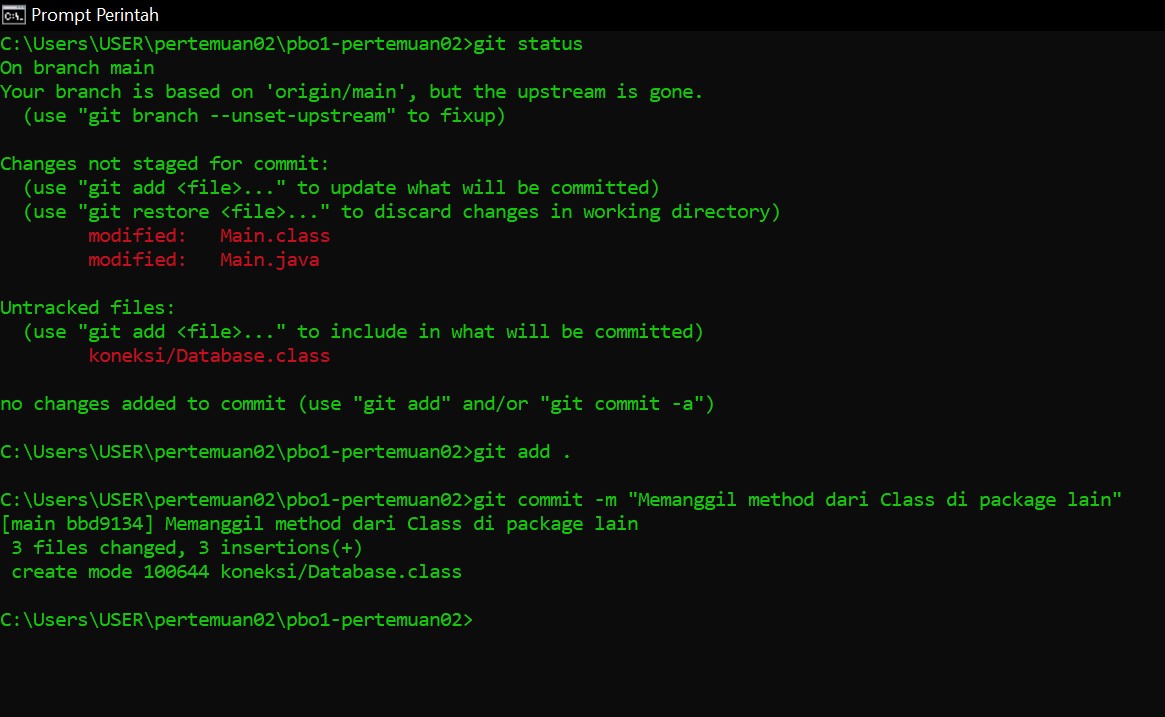 Prompt Perintah
C:\Users\USER\pertemuan02\pbo1-pertemuan02>git status
On branch main
Your branch is based on 'origin/main', but the upstream is gone.
  (use "git branch --unset-upstream" to fixup)

Changes not staged for commit:
  (use "git add <file>..." to update what will be committed)
  (use "git restore <file>..." to discard changes in working directory)
        modified:   Main.class
        modified:   Main.java

Untracked files:
  (use "git add <file>..." to include in what will be committed)
        koneksi/Database.class

no changes added to commit (use "git add" and/or "git commit -a")

C:\Users\USER\pertemuan02\pbo1-pertemuan02>git add .

C:\Users\USER\pertemuan02\pbo1-pertemuan02>git commit -m "Memanggil method dari Class di package lain"
[main bbd9134] Memanggil method dari Class di package lain
 3 files changed, 3 insertions(+)
 create mode 100644 koneksi/Database.class

C:\Users\USER\pertemuan02\pbo1-pertemuan02>